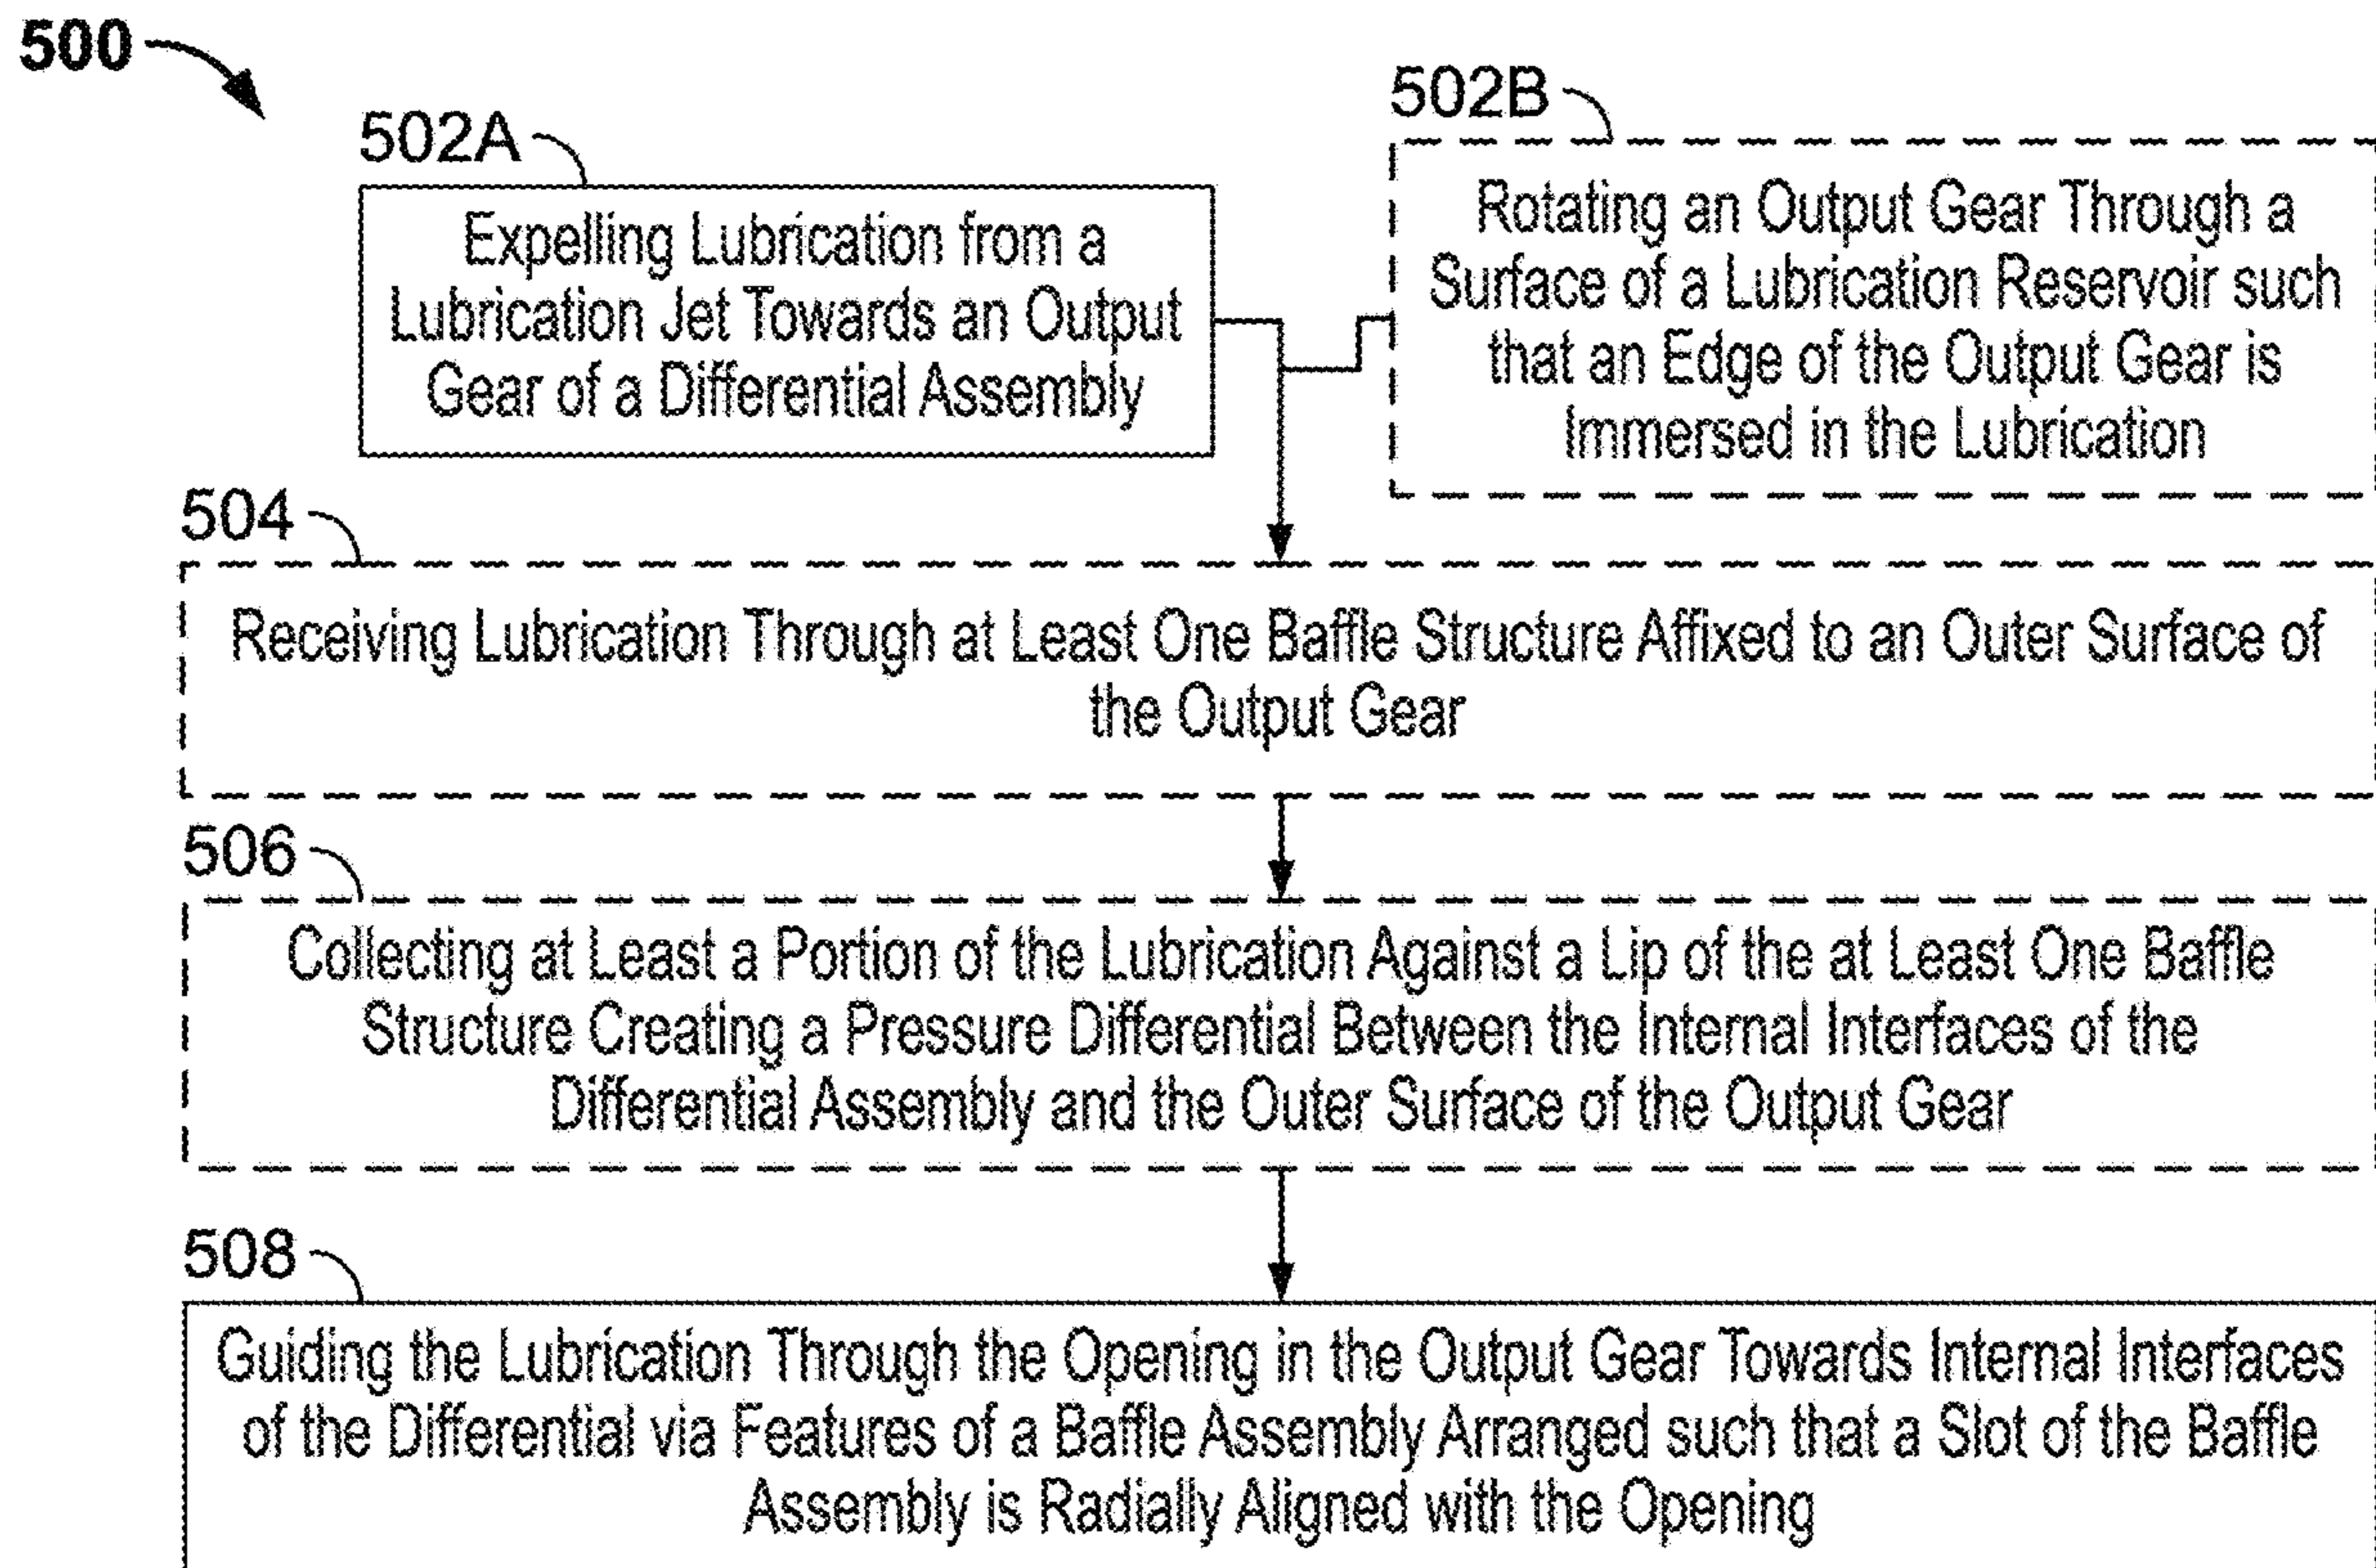 500
502A
Expelling Lubrication from a
Lubrication Jet Towards an Output
Gear of a Differential Assembly
502B
Rotating an Output Gear Through a
Surface of a Lubrication Reservoir such
that an Edge of the Output Gear is
Immersed in the Lubrication
504
Receiving Lubrication Through at Least One Baffle Structure Affixed to an Outer Surface of
the Output Gear
506
Collecting at Least a Portion of the Lubrication Against a Lip of the at Least One Baffle
Structure Creating a Pressure Differential Between the Internal Interfaces of the
Differential Assembly and the Outer Surface of the Output Gear
508
Guiding the Lubrication Through the Opening in the Output Gear Towards Internal Interfaces
of the Differential via Features of a Baffle Assembly Arranged such that a Slot of the Baffle
Assembly is Radially Aligned with the Opening